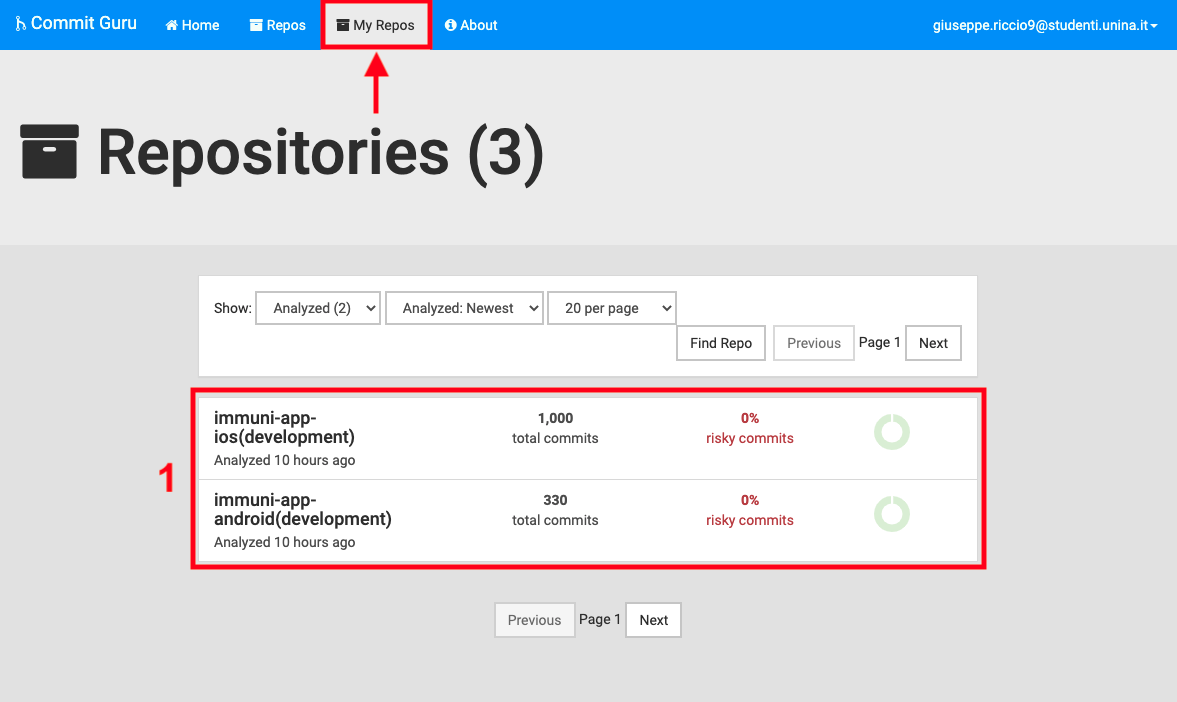 Commit Guru Home Repos My Repos About giuseppe.riccio9@studenti.unina.it
Repositories (3)
Show: Analyzed (2) Analyzed: Newest 20 per page
Find Repo Previous Page 1 Next
immuni-app-
ios(development)
Analyzed 10 hours ago
1,000
total commits
0%
risky commits
1
immuni-app-
android(development)
Analyzed 10 hours ago
330
total commits
0%
risky commits
Previous Page 1 Next